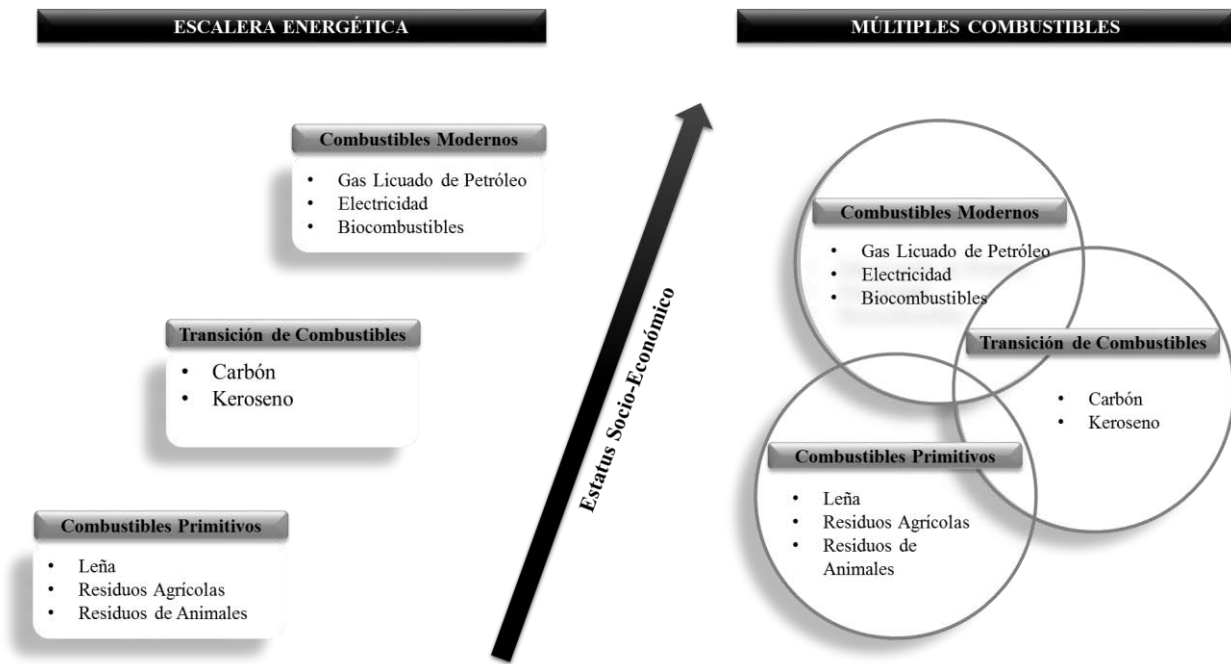 ESCALERA ENERGÉTICA
Combustibles Modernos
• Gas Licuado de Petróleo
• Electricidad
• Biocombustibles
Transición de Combustibles
• Carbón
• Keroseno
Combustibles Primitivos
• Leña
• Residuos Agrícolas
• Residuos de Animales
Estatus Socio-Económico
MÚLTIPLES COMBUSTIBLES
Combustibles Modernos
• Gas Licuado de Petróleo
• Electricidad
• Biocombustibles
Transición de Combustibles
• Carbón
• Keroseno
Combustibles Primitivos
• Leña
• Residuos Agrícolas
• Residuos de
Animales